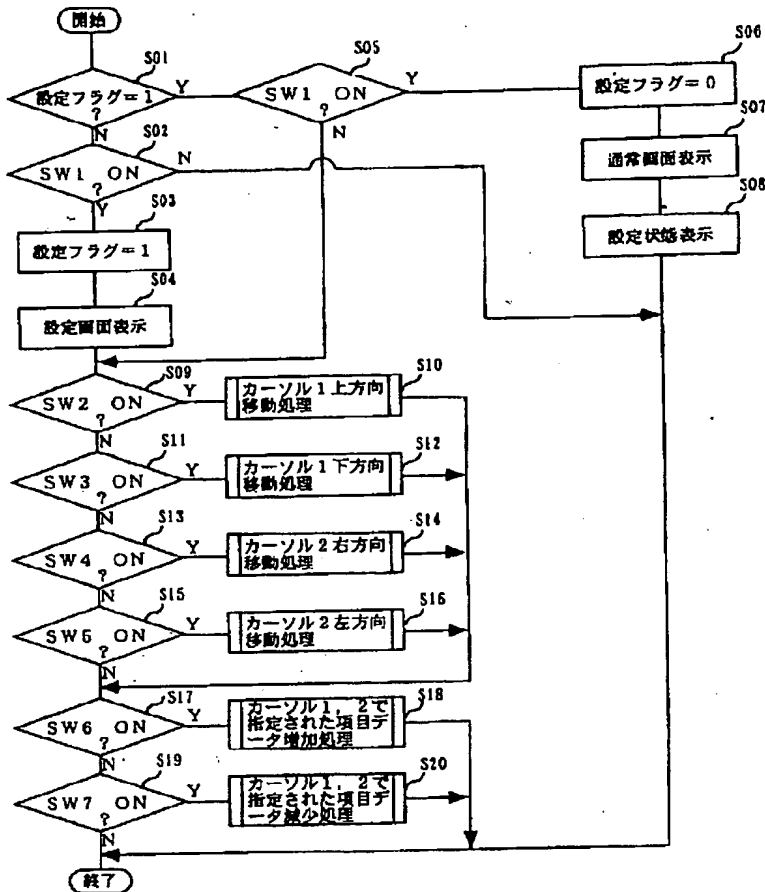 開始
S01
設定フラグ=1
?
Y
N
S05
SW1 ON
?
Y
N
S06
設定フラグ=0
S07
通常画面表示
S08
設定状態表示
S02
SW1 ON
?
N
Y
S03
設定フラグ=1
S04
設定画面表示
S09
SW2 ON
?
Y
N
S10
カーソル1上方向
移動処理
S11
SW3 ON
?
Y
N
S12
カーソル1下方向
移動処理
S13
SW4 ON
?
Y
N
S14
カーソル2右方向
移動処理
S15
SW5 ON
?
Y
N
S16
カーソル2左方向
移動処理
S17
SW6 ON
?
Y
N
S18
カーソル1,2で
指定された項目デ
ータ増加処理
S19
SW7 ON
?
Y
N
S20
カーソル1,2で
指定された項目デ
ータ減少処理
終了